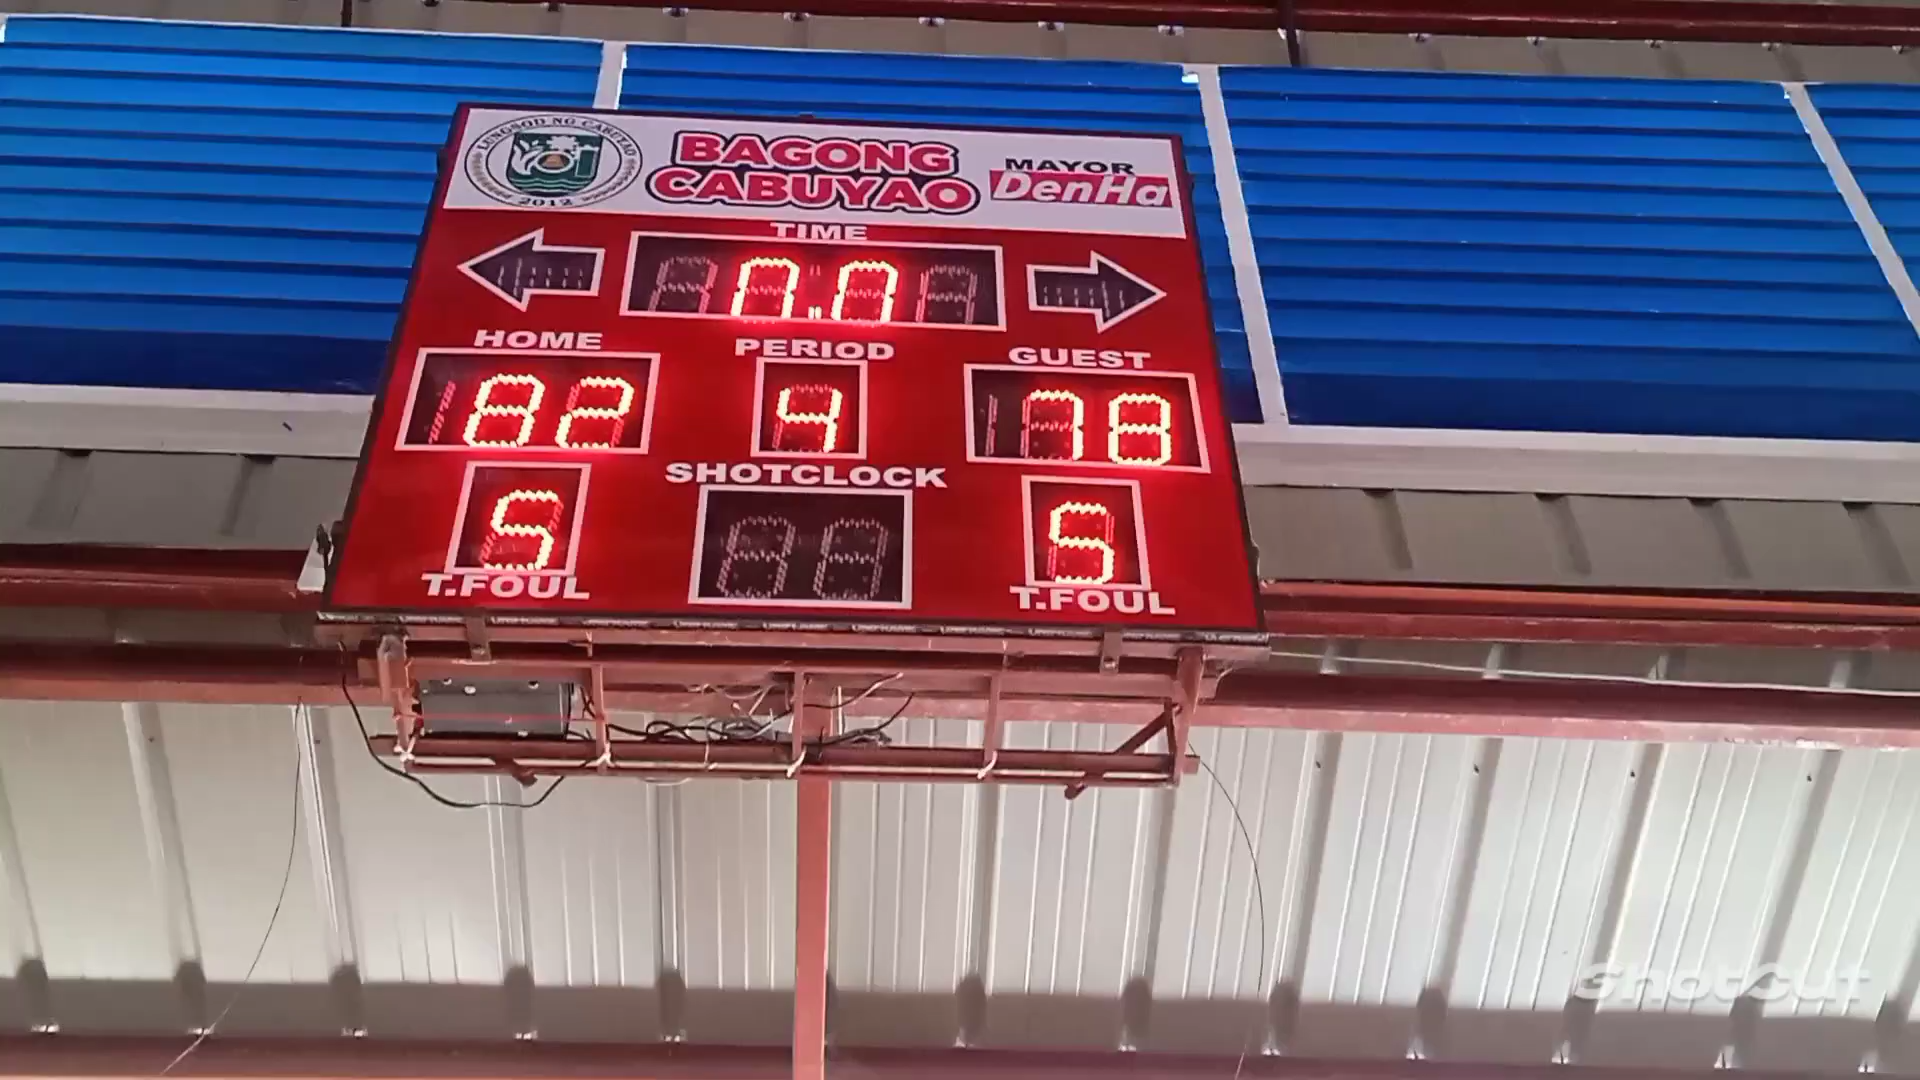 LUNGSOD NG CABUYAO
2012
BAGONG
CABUYAO
MAYOR
DenHa
TIME
0.0
HOME
PERIOD
GUEST
82
4
78
SHOTCLOCK
5
5
T.FOUL
T.FOUL
ShotCut